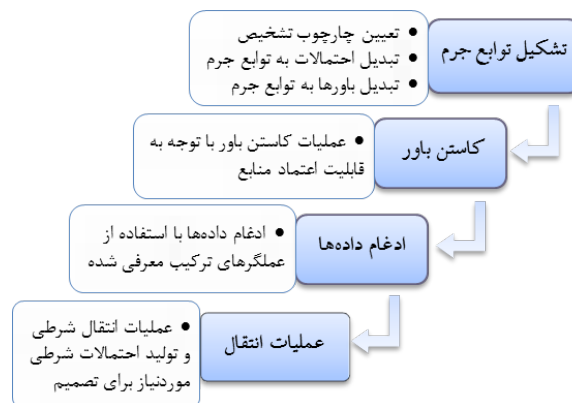 تشکیل توابع جرم
• تعیین چارچوب تشخیص
• تبدیل احتمالات به توابع جرم
• تبدیل باورها به توابع جرم
کاستن باور
• عملیات کاستن باور با توجه به
قابلیت اعتماد منابع
ادغام داده‌ها
• ادغام داده‌ها با استفاده از
عملگرهای ترکیب معرفی شده
عملیات انتقال
• عملیات انتقال شرطی
و تولید احتمالات شرطی
موردنیاز برای تصمیم